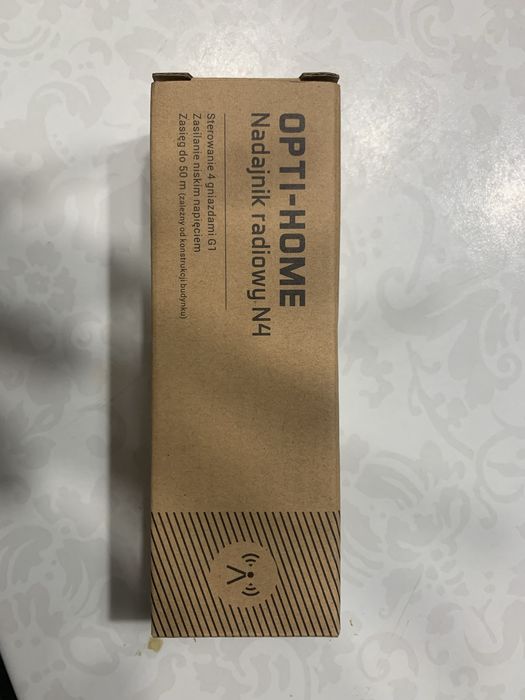 OPTI-HOME
Nadajnik radiowy N4
Sterowanie 4 gniazdami G1
Zasilanie niskim napięciem
Zasięg do 50 m (zależny od konstrukcji budynku)